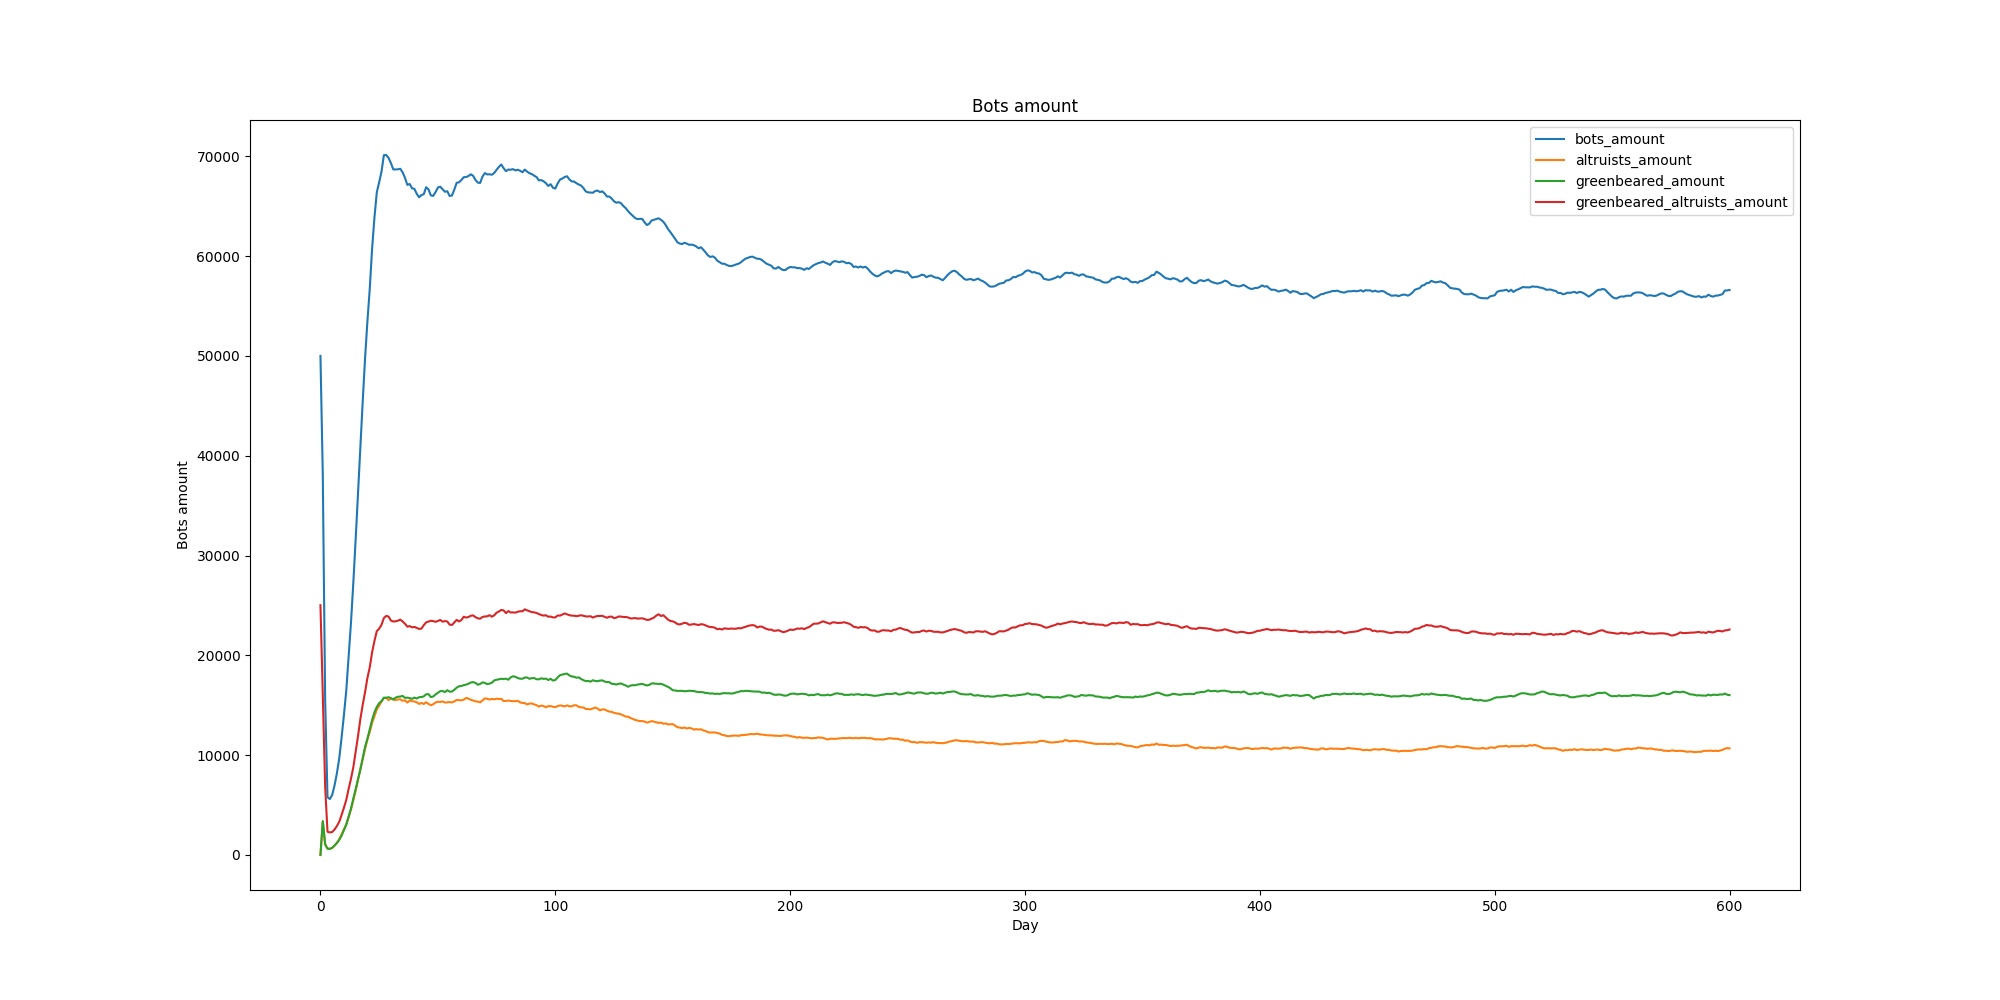 Bots amount
bots_amount
altruists_amount
greenbeared_amount
greenbeared_altruists_amount
Bots amount
70000
60000
50000
40000
30000
20000
10000
0
0 100 200 300 400 500 600
Day